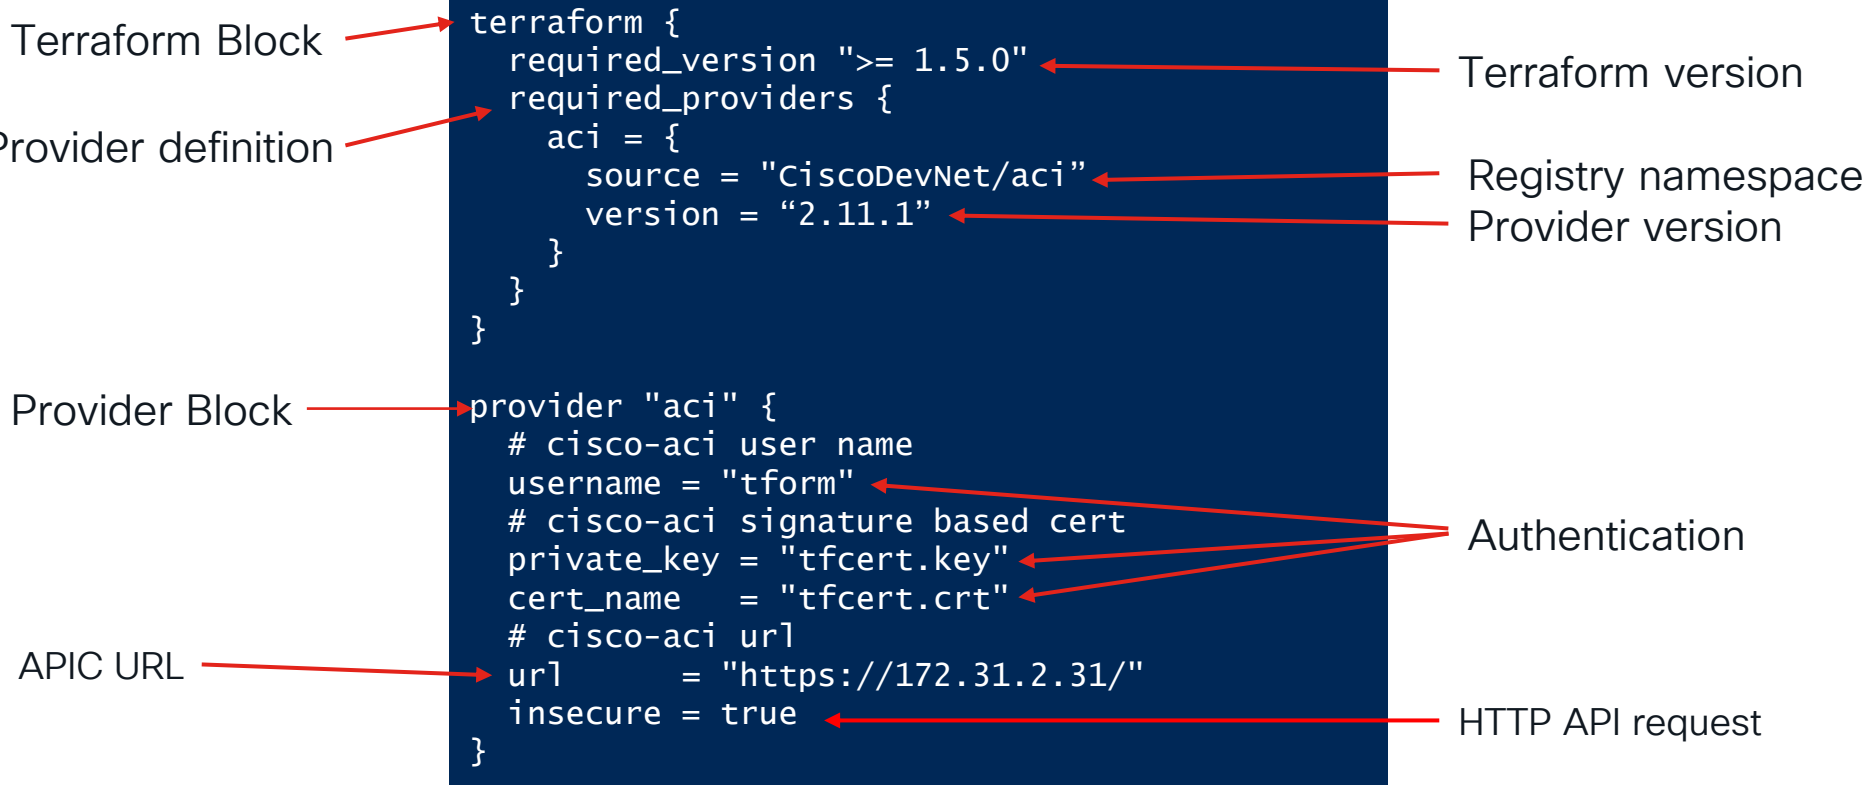 Terraform Block
Provider definition
Provider Block
APIC URL
terraform {
  required_version ">= 1.5.0"
  required_providers {
    aci = {
      source = "CiscoDevNet/aci”
      version = “2.11.1”
    }
  }
}
provider "aci" {
  # cisco-aci user name
  username = "tform"
  # cisco-aci signature based cert
  private_key = "tfcert.key"
  cert_name   = "tfcert.crt"
  # cisco-aci url
  url      = "https://172.31.2.31/"
  insecure = true
}
Terraform version
Registry namespace
Provider version
Authentication
HTTP API request